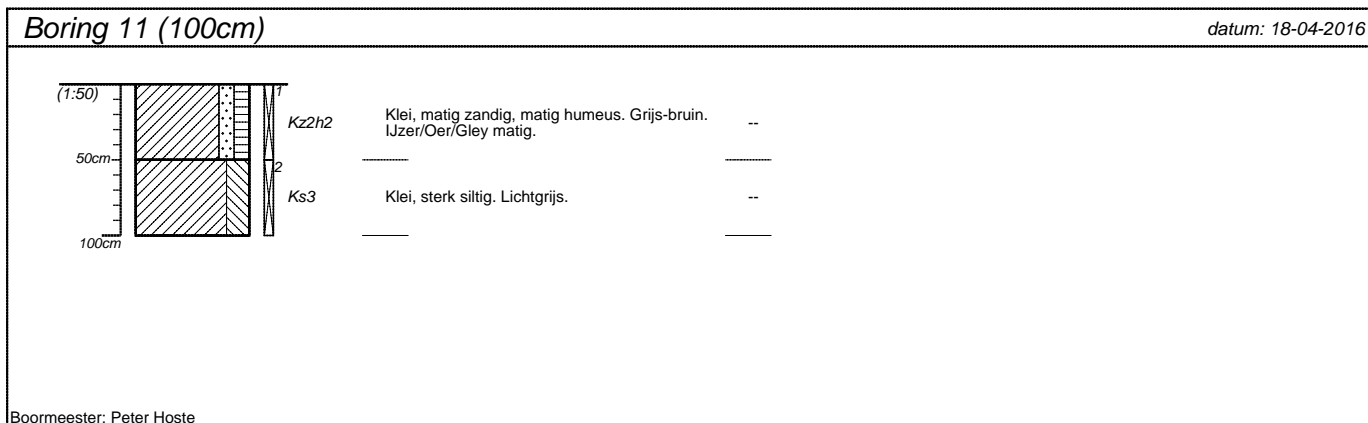 Boring 11 (100cm)
datum: 18-04-2016
(1:50)
1
Kz2h2
Klei, matig zandig, matig humeus. Grijs-bruin.
IJzer/Oer/Gley matig.
--
50cm
2
Ks3
Klei, sterk siltig. Lichtgrijs.
--
100cm
Boormeester: Peter Hoste